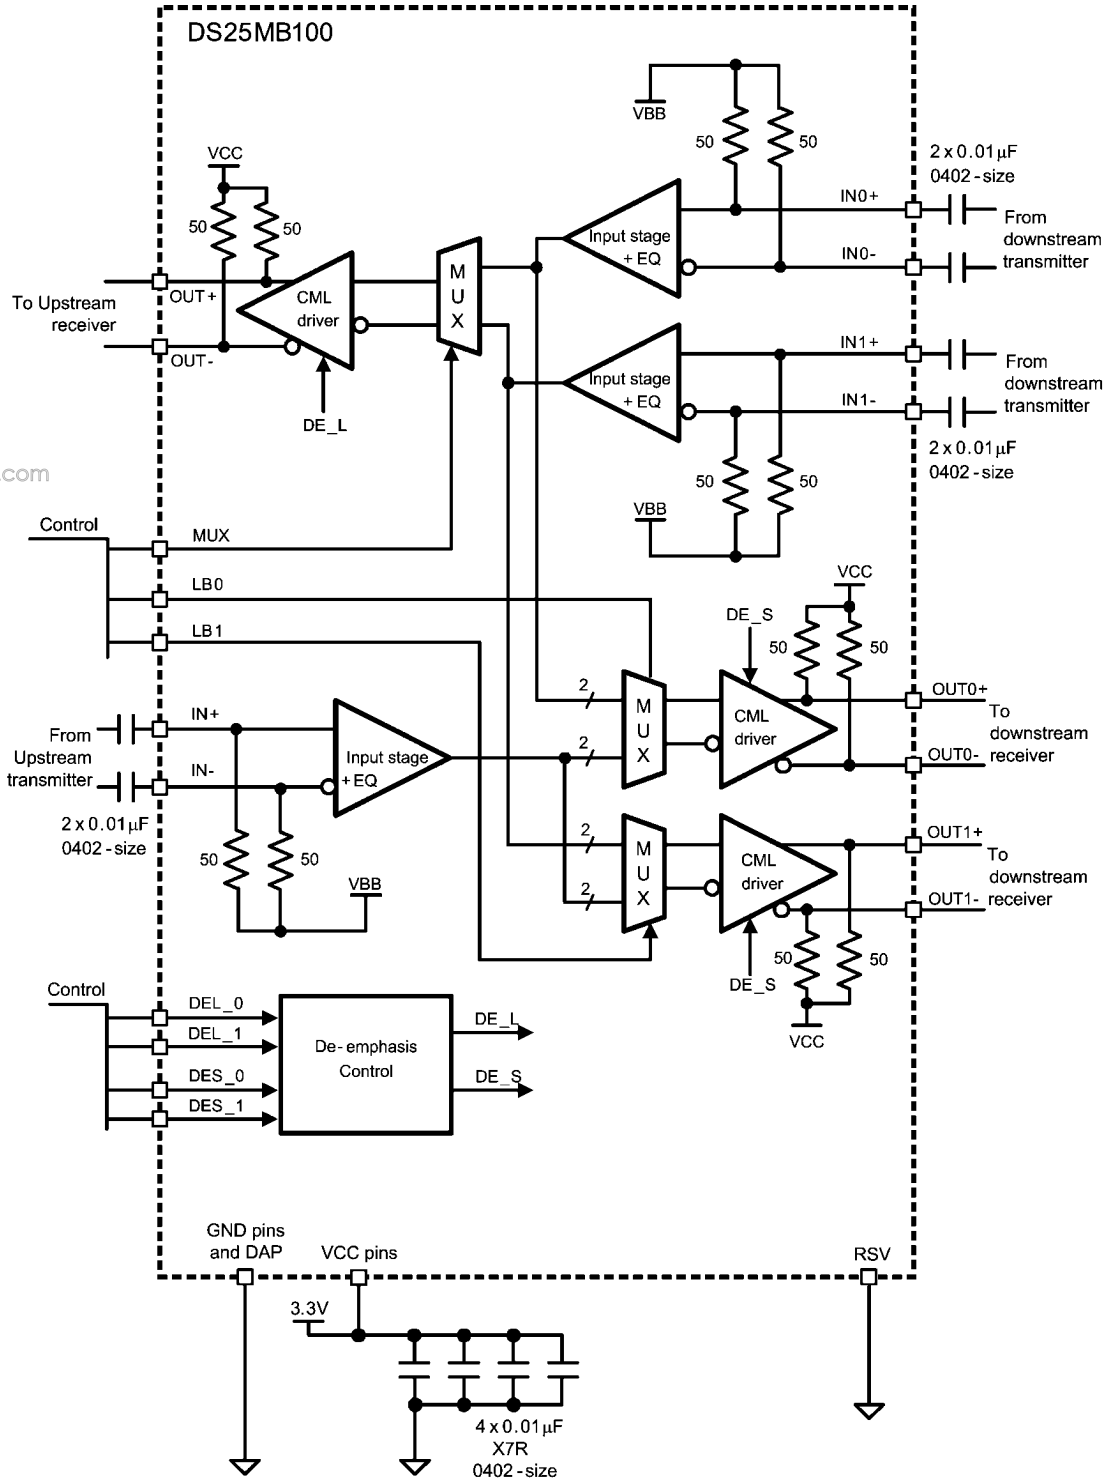 DS25MB100
VBB
50
50
2 x 0.01µF
0402-size
IN0+
From
downstream
transmitter
IN0-
Input stage
+ EQ
VCC
50
50
To Upstream
receiver
OUT+
OUT-
CML
driver
DE_L
M
U
X
Input stage
+ EQ
IN1+
From
downstream
transmitter
IN1-
2 x 0.01µF
0402-size
50
50
VBB
.com
Control
MUX
LB0
LB1
VCC
DE_S
50
50
2
2
M
U
X
CML
driver
OUT0+
To
downstream
receiver
OUT0-
From
Upstream
transmitter
IN+
IN-
Input stage
+ EQ
2 x 0.01µF
0402-size
50
50
VBB
2
2
M
U
X
CML
driver
OUT1+
To
downstream
receiver
OUT1-
DE_S
50
50
VCC
Control
DEL_0
DEL_1
DES_0
DES_1
De-emphasis
Control
DE_L
DE_S
GND pins
and DAP
VCC pins
RSV
3.3V
4 x 0.01µF
X7R
0402-size